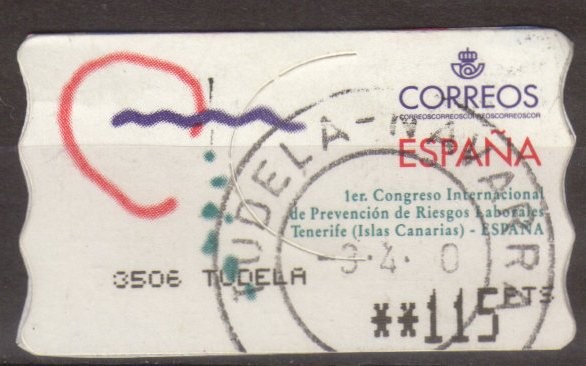 CORREOS
CORREOSCORREOSCORREOSCORREOSCOR
ESPAÑA
1er. Congreso Internacional
de Prevención de Riesgos Laborales
Tenerife (Islas Canarias) - ESPAÑA
3506 TUDELA
**115 PTS
TUDELA-NAVARRA